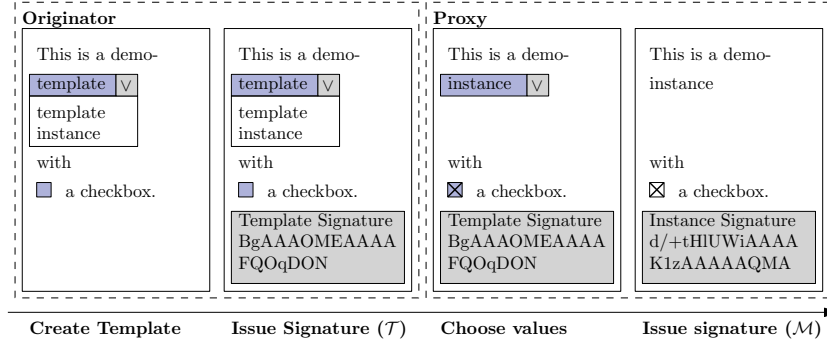 Originator
This is a demo-
template ∨
template
instance
with
a checkbox.
This is a demo-
template ∨
template
instance
with
a checkbox.
Template Signature
BgAAAOMEAAAA
FQOqDON
Proxy
This is a demo-
instance ∨
with
a checkbox.
Template Signature
BgAAAOMEAAAA
FQOqDON
This is a demo-
instance
with
a checkbox.
Instance Signature
d/+tHlUWiAAAA
K1zAAAAAQMA
Create Template
Issue Signature (𝒯)
Choose values
Issue signature (ℳ)